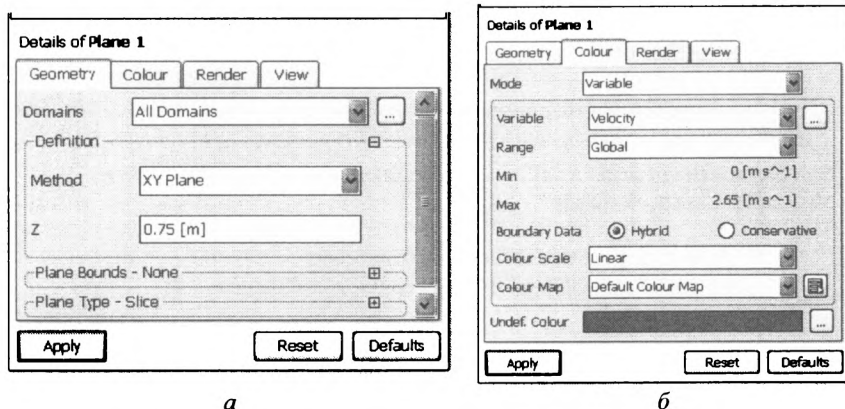 Details of Plane 1
Geometry Colour Render View
Domains All Domains ...
Definition
Method XY Plane
Z 0.75 [m]
Plane Bounds - None
Plane Type - Slice
Apply Reset Defaults
а
Details of Plane 1
Geometry Colour Render View
Mode Variable
Variable Velocity ...
Range Global
Min 0 [m s^-1]
Max 2.65 [m s^-1]
Boundary Data Hybrid Conservative
Colour Scale Linear
Colour Map Default Colour Map
Undef. Colour ...
Apply Reset Defaults
б